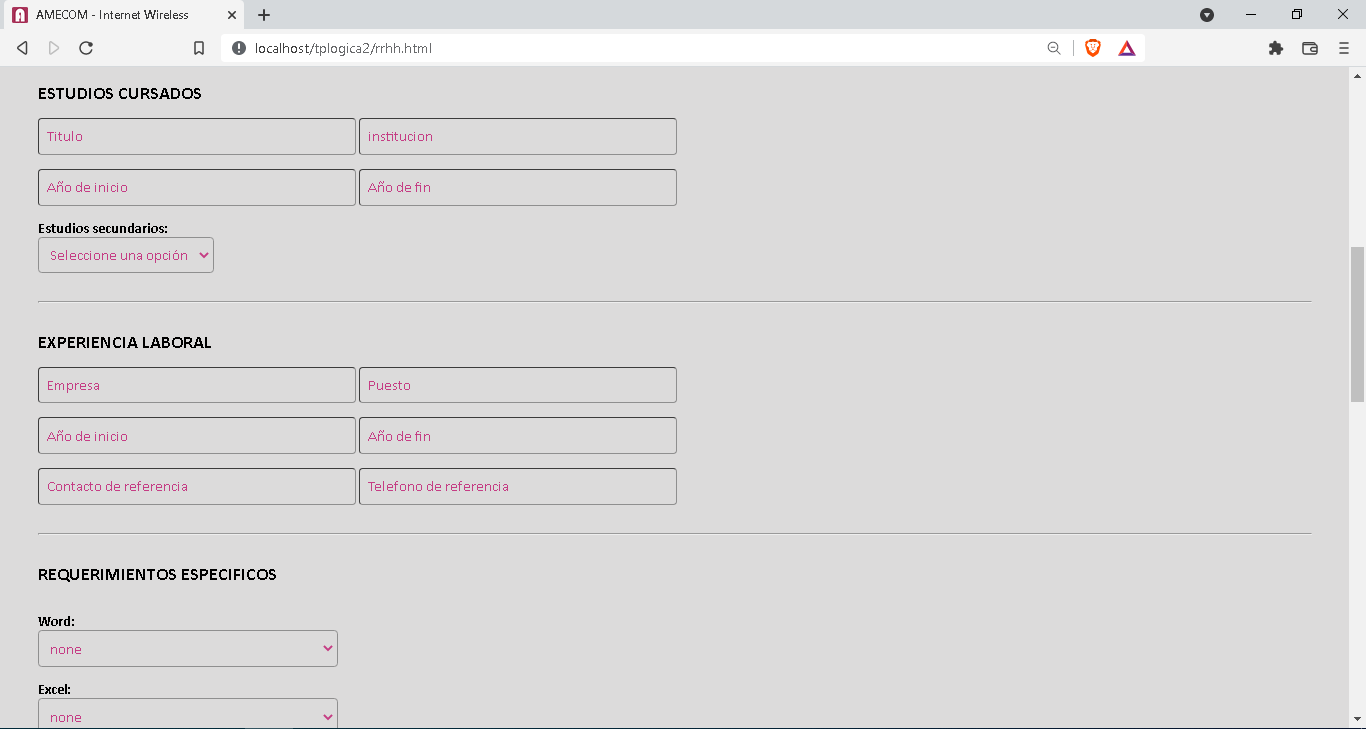 AMECOM - Internet Wireless
localhost/tplogica2/rrhh.html
ESTUDIOS CURSADOS
Titulo institucion
Año de inicio Año de fin
Estudios secundarios:
Seleccione una opción
EXPERIENCIA LABORAL
Empresa Puesto
Año de inicio Año de fin
Contacto de referencia Telefono de referencia
REQUERIMIENTOS ESPECIFICOS
Word:
none
Excel:
none